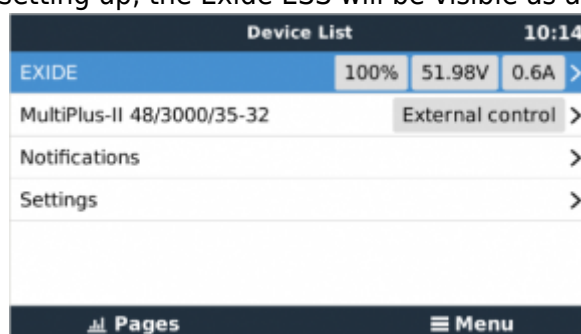 setting up, the Exide ESS will be visible as a
Device List 10:14
EXIDE 100% 51.98V 0.6A >
MultiPlus-II 48/3000/35-32 External control >
Notifications >
Settings >
Pages Menu